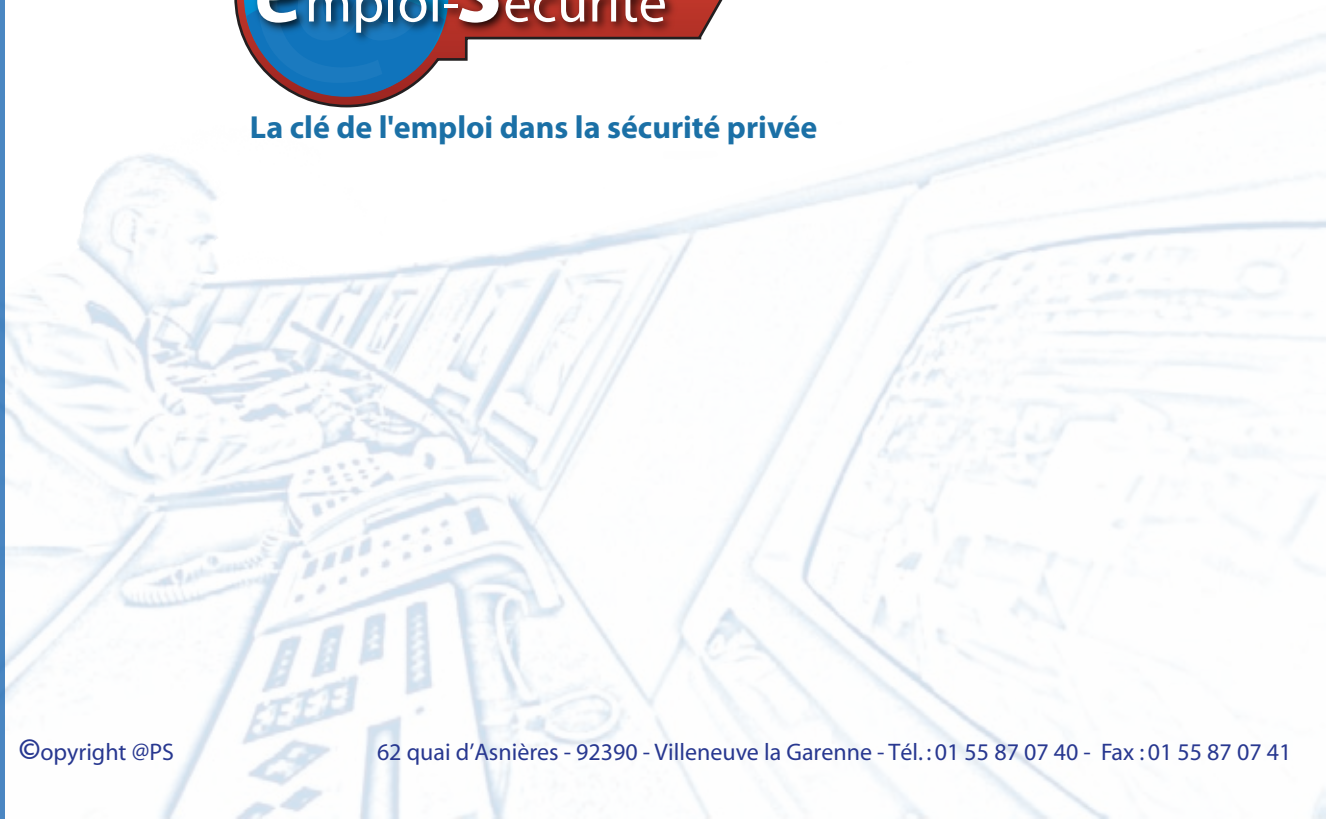 emploi-Sécurité
La clé de l'emploi dans la sécurité privée
©opyright @PS 62 quai d’Asnières - 92390 - Villeneuve la Garenne - Tél. : 01 55 87 07 40 - Fax : 01 55 87 07 41